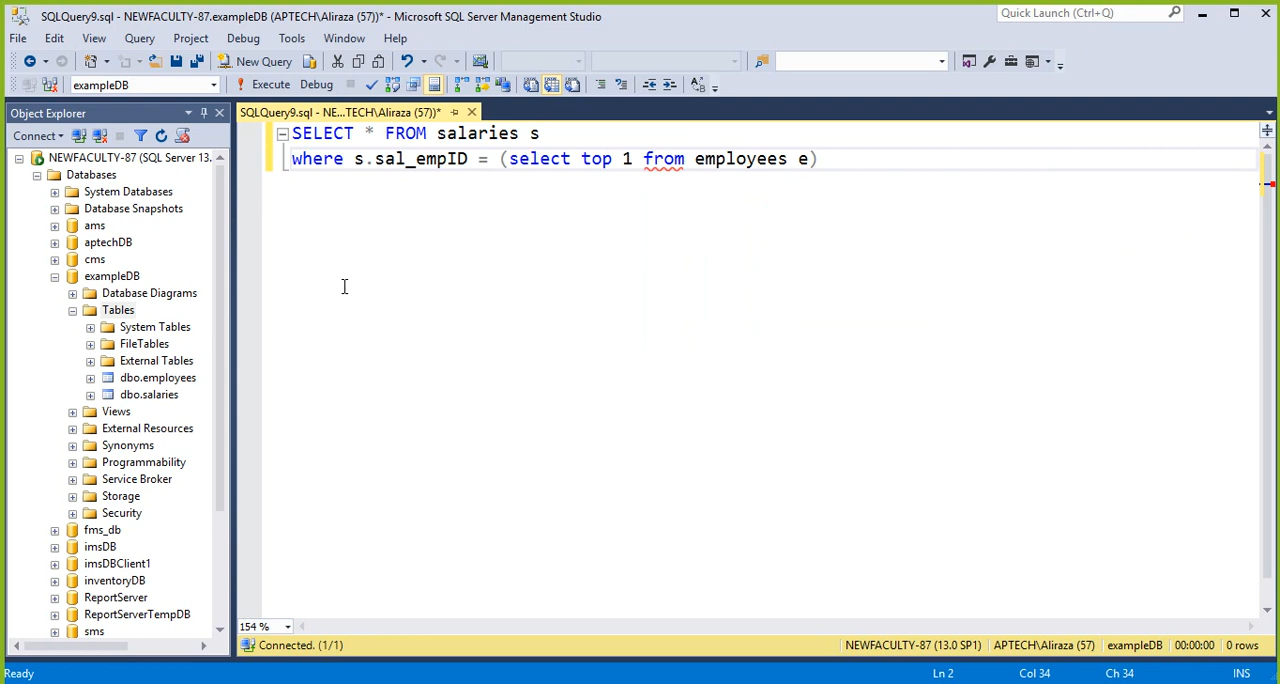 SQLQuery9.sql - NEWFACULTY-87.exampleDB (APTECH\Aliraza (57))* - Microsoft SQL Server Management Studio
Quick Launch (Ctrl+Q)
File Edit View Query Project Debug Tools Window Help
New Query
exampleDB Execute Debug
Object Explorer
SQLQuery9.sql - NE...TECH\Aliraza (57))*
Connect
NEWFACULTY-87 (SQL Server 13.
Databases
System Databases
Database Snapshots
ams
aptechDB
cms
exampleDB
Database Diagrams
Tables
System Tables
FileTables
External Tables
dbo.employees
dbo.salaries
Views
External Resources
Synonyms
Programmability
Service Broker
Storage
Security
fms_db
imsDB
imsDBClient1
inventoryDB
ReportServer
ReportServerTempDB
sms
SELECT * FROM salaries s
where s.sal_empID = (select top 1 from employees e)
154 %
Connected. (1/1)
NEWFACULTY-87 (13.0 SP1) APTECH\Aliraza (57) exampleDB 00:00:00 0 rows
Ready Ln 2 Col 34 Ch 34 INS